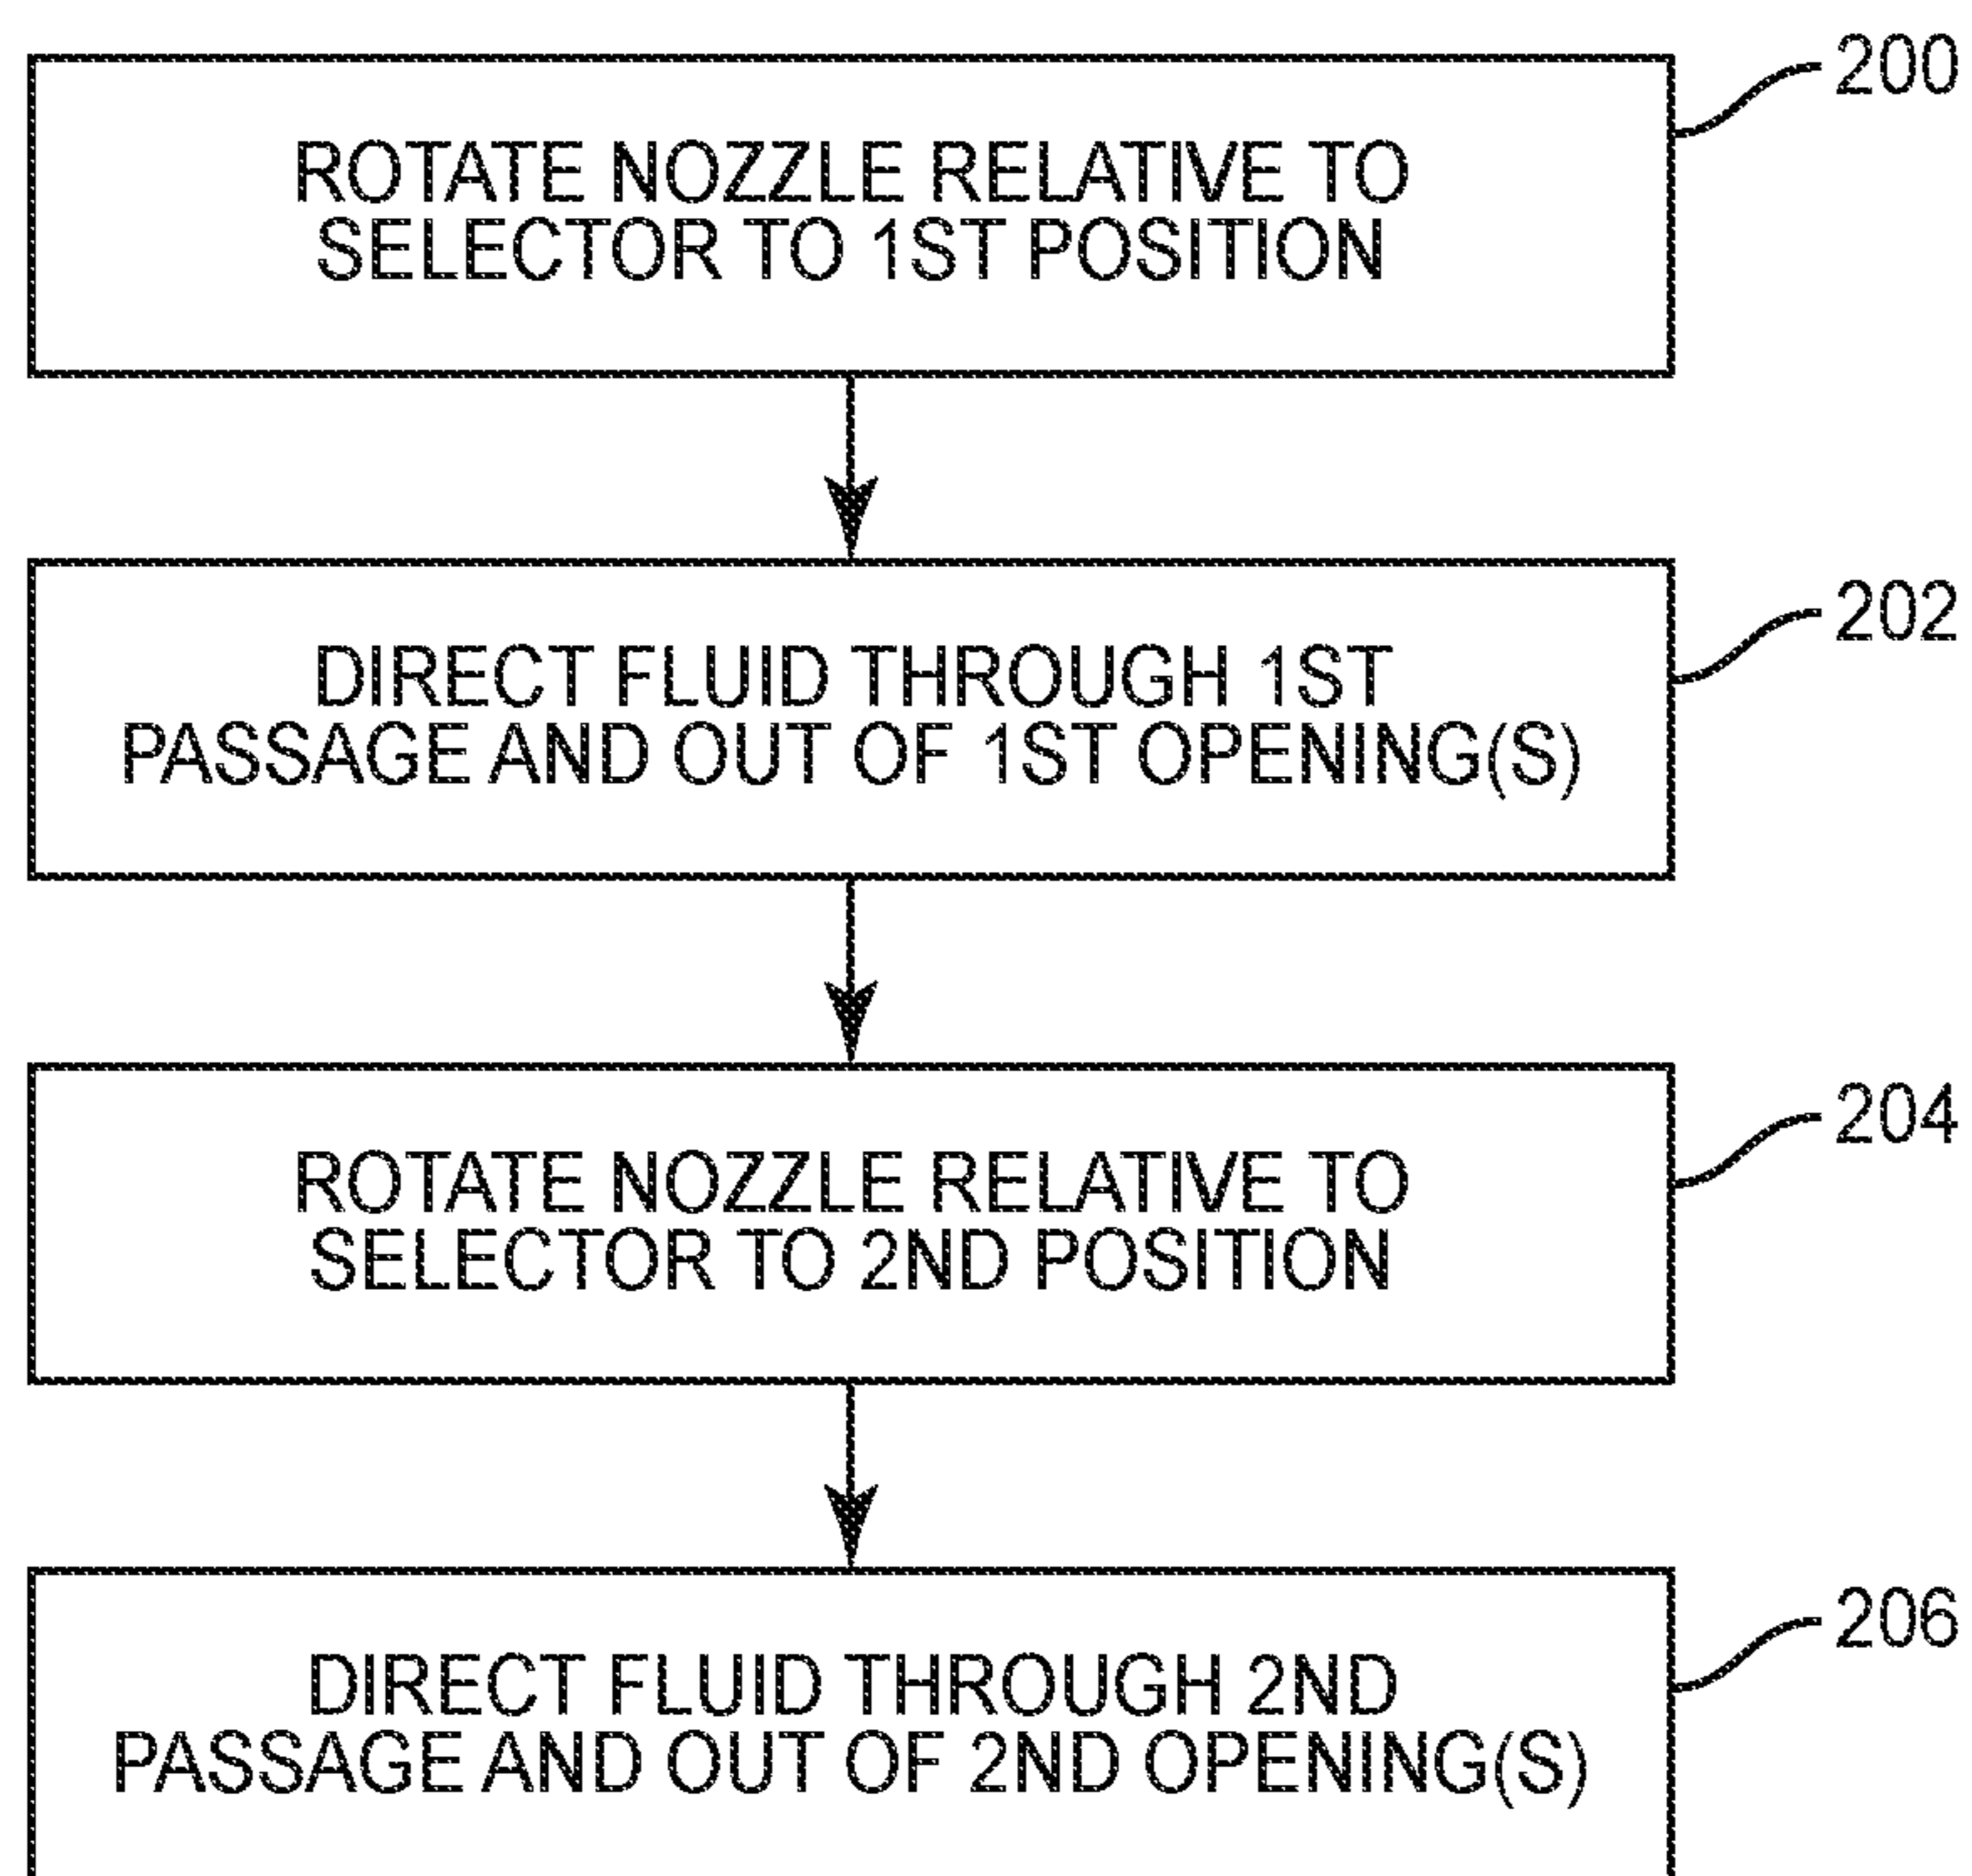 200
ROTATE NOZZLE RELATIVE TO
SELECTOR TO 1ST POSITION
202
DIRECT FLUID THROUGH 1ST
PASSAGE AND OUT OF 1ST OPENING(S)
204
ROTATE NOZZLE RELATIVE TO
SELECTOR TO 2ND POSITION
206
DIRECT FLUID THROUGH 2ND
PASSAGE AND OUT OF 2ND OPENING(S)